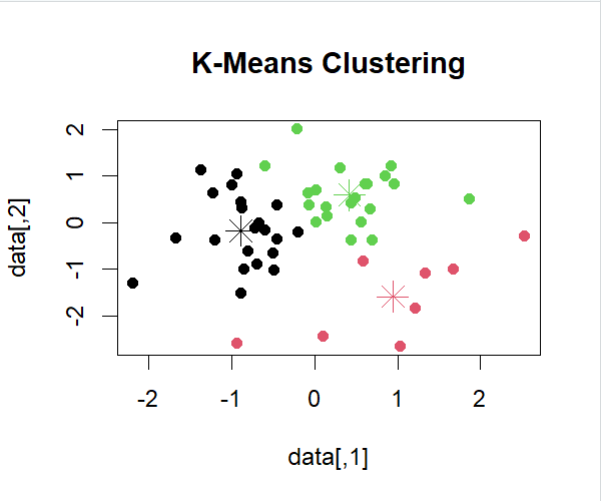 K-Means Clustering
data[,2]
2
1
0
-1
-2
-2 -1 0 1 2
data[,1]